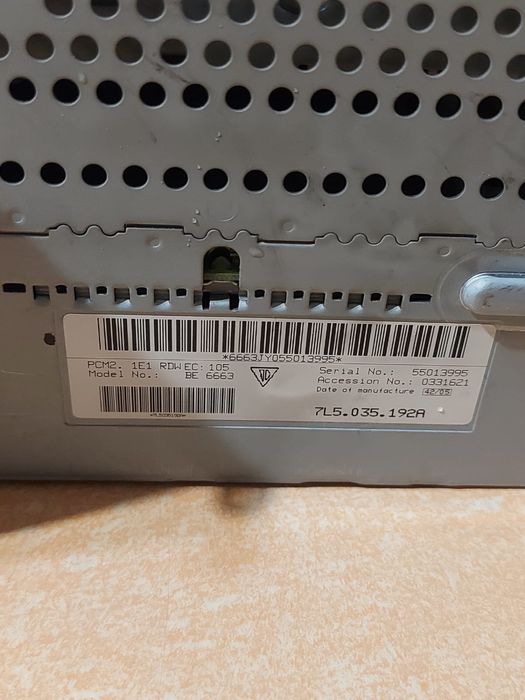 *6663JY055013995*
PCM2. 1E1 RDW EC: 105
Model No.: BE 6663
Serial No.: 55013995
Accession No.: 0331621
Date of manufacture 42/05
*7L5035192A*
7L5.035.192A